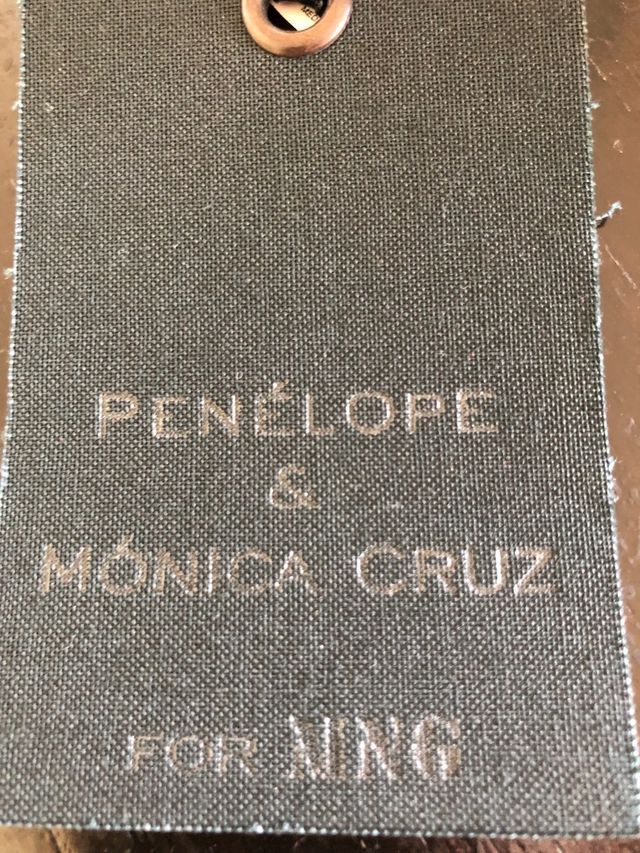 PENÉLOPE
&
MÓNICA CRUZ
FOR MNG